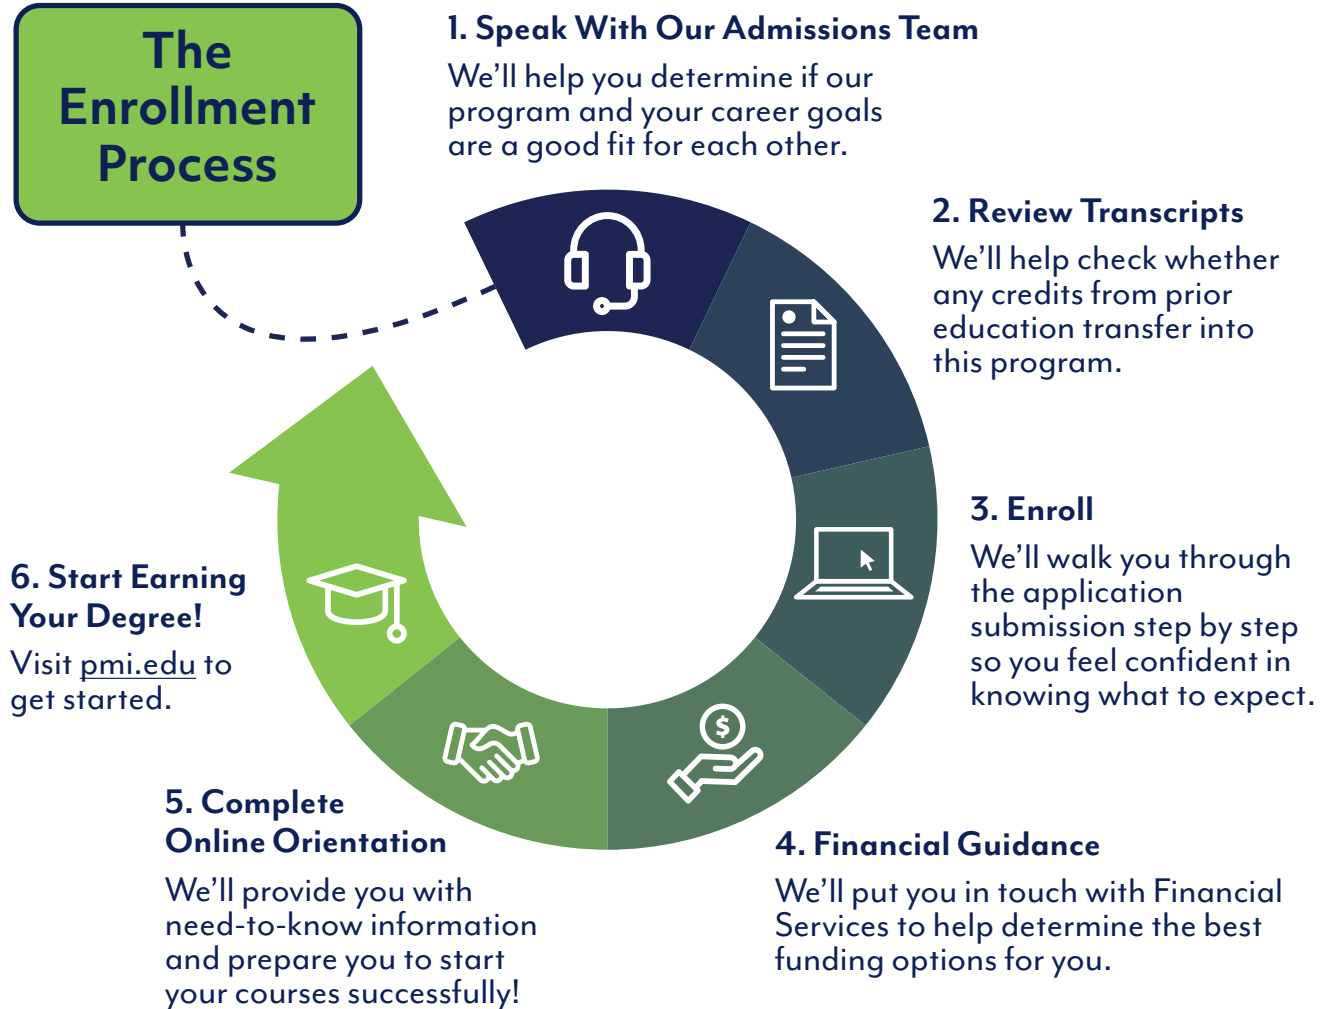 The
Enrollment
Process
1. Speak With Our Admissions Team
We’ll help you determine if our
program and your career goals
are a good fit for each other.
2. Review Transcripts
We’ll help check whether
any credits from prior
education transfer into
this program.
3. Enroll
We’ll walk you through
the application
submission step by step
so you feel confident in
knowing what to expect.
4. Financial Guidance
We’ll put you in touch with Financial
Services to help determine the best
funding options for you.
5. Complete
Online Orientation
We’ll provide you with
need-to-know information
and prepare you to start
your courses successfully!
6. Start Earning
Your Degree!
Visit pmi.edu to
get started.
$